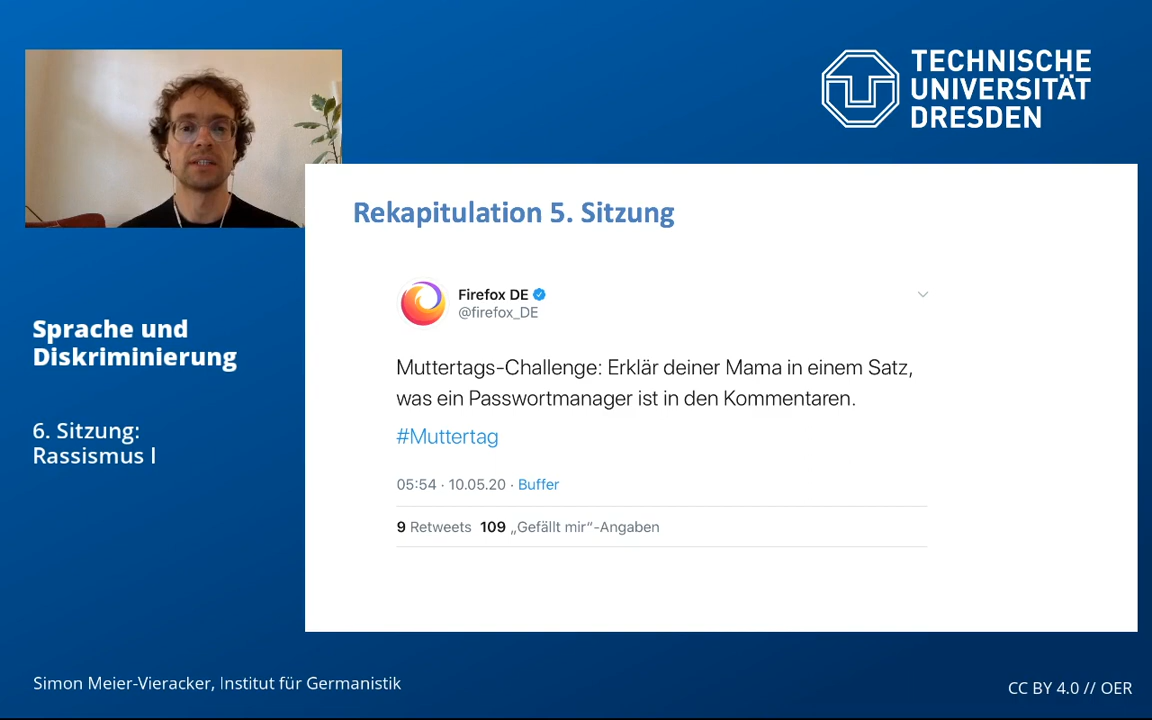 TECHNISCHE
UNIVERSITÄT
DRESDEN
Rekapitulation 5. Sitzung
Firefox DE
@firefox_DE
Muttertags-Challenge: Erklär deiner Mama in einem Satz,
was ein Passwortmanager ist in den Kommentaren.
#Muttertag
05:54 · 10.05.20 · Buffer
9 Retweets 109 „Gefällt mir“-Angaben
Sprache und
Diskriminierung
6. Sitzung:
Rassismus I
Simon Meier-Vieracker, Institut für Germanistik
CC BY 4.0 // OER